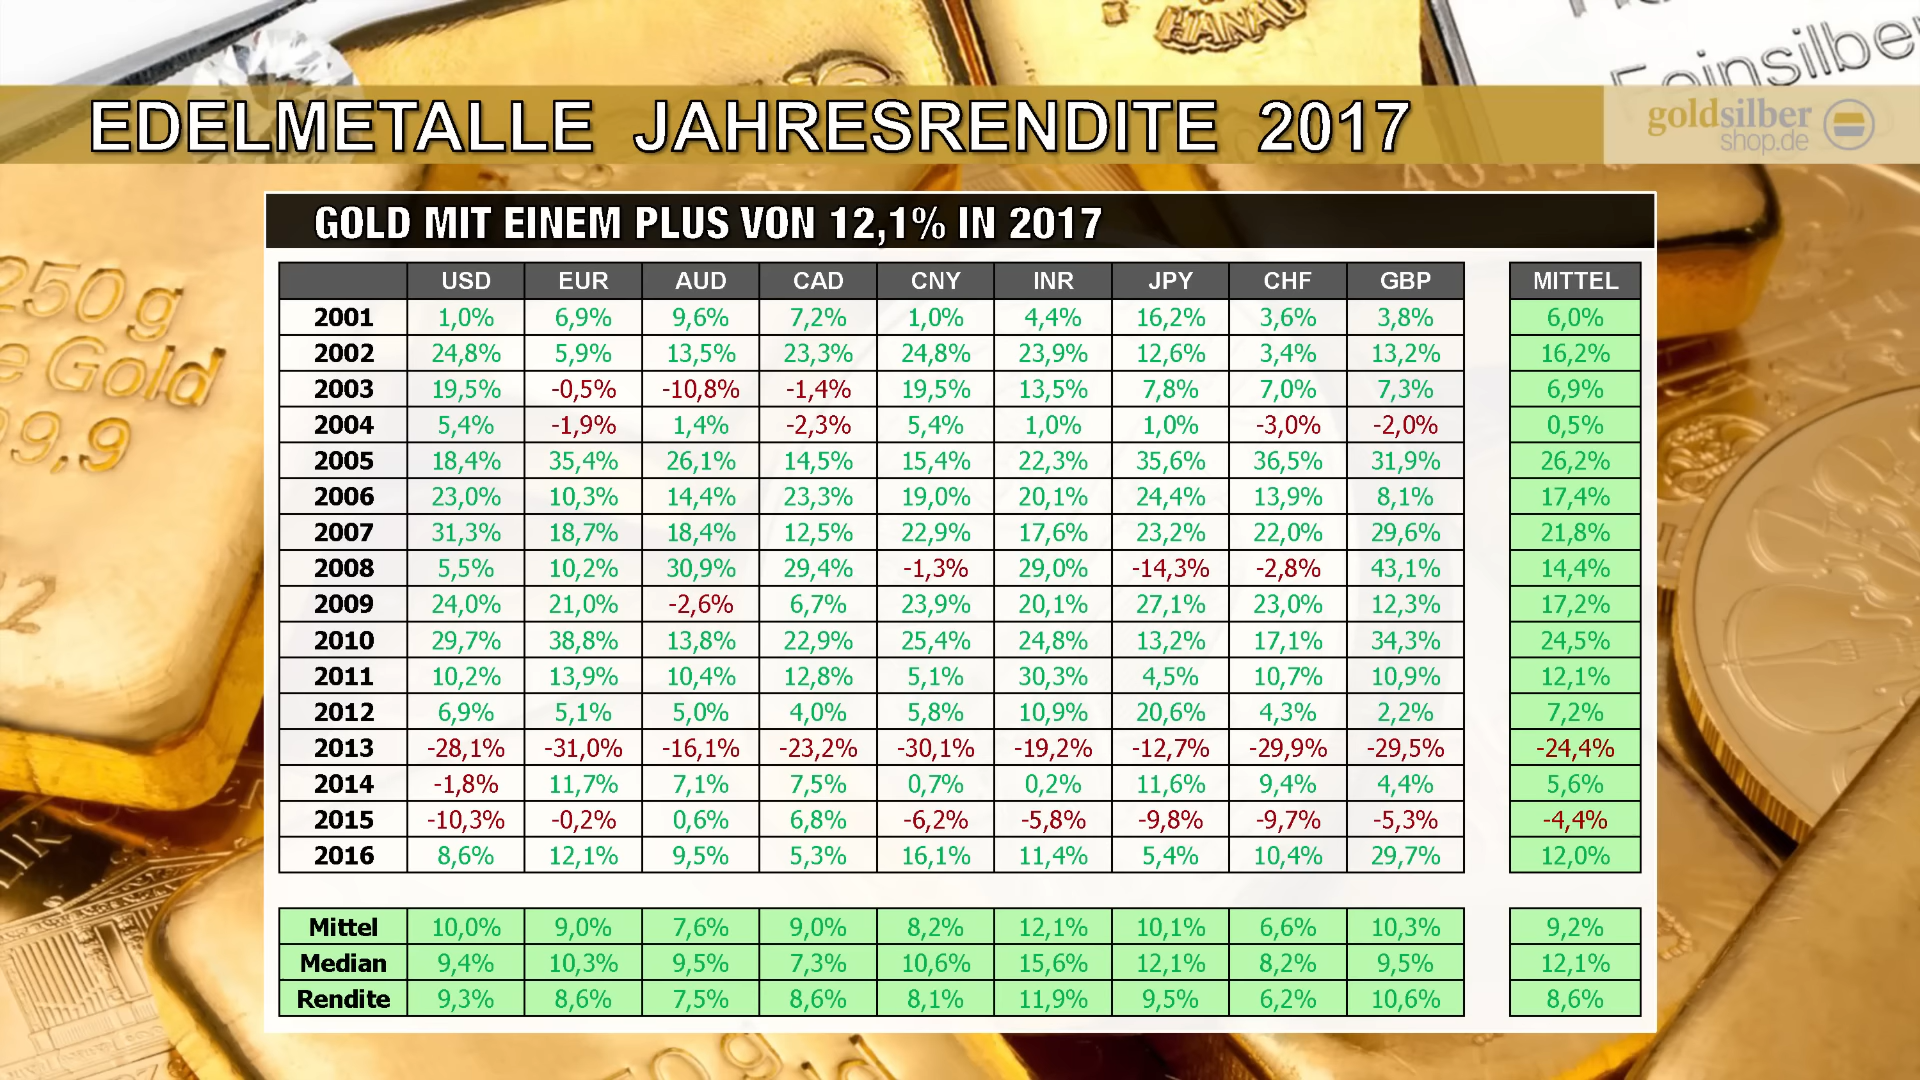 HANAU
Feinsilbe
EDELMETALLE JAHRESRENDITE 2017
goldsilber
shop.de
GOLD MIT EINEM PLUS VON 12,1% IN 2017
250 g
e Gold
99,9
USD EUR AUD CAD CNY INR JPY CHF GBP MITTEL
2001 1,0% 6,9% 9,6% 7,2% 1,0% 4,4% 16,2% 3,6% 3,8% 6,0%
2002 24,8% 5,9% 13,5% 23,3% 24,8% 23,9% 12,6% 3,4% 13,2% 16,2%
2003 19,5% -0,5% -10,8% -1,4% 19,5% 13,5% 7,8% 7,0% 7,3% 6,9%
2004 5,4% -1,9% 1,4% -2,3% 5,4% 1,0% 1,0% -3,0% -2,0% 0,5%
2005 18,4% 35,4% 26,1% 14,5% 15,4% 22,3% 35,6% 36,5% 31,9% 26,2%
2006 23,0% 10,3% 14,4% 23,3% 19,0% 20,1% 24,4% 13,9% 8,1% 17,4%
2007 31,3% 18,7% 18,4% 12,5% 22,9% 17,6% 23,2% 22,0% 29,6% 21,8%
2008 5,5% 10,2% 30,9% 29,4% -1,3% 29,0% -14,3% -2,8% 43,1% 14,4%
2009 24,0% 21,0% -2,6% 6,7% 23,9% 20,1% 27,1% 23,0% 12,3% 17,2%
2010 29,7% 38,8% 13,8% 22,9% 25,4% 24,8% 13,2% 17,1% 34,3% 24,5%
2011 10,2% 13,9% 10,4% 12,8% 5,1% 30,3% 4,5% 10,7% 10,9% 12,1%
2012 6,9% 5,1% 5,0% 4,0% 5,8% 10,9% 20,6% 4,3% 2,2% 7,2%
2013 -28,1% -31,0% -16,1% -23,2% -30,1% -19,2% -12,7% -29,9% -29,5% -24,4%
2014 -1,8% 11,7% 7,1% 7,5% 0,7% 0,2% 11,6% 9,4% 4,4% 5,6%
2015 -10,3% -0,2% 0,6% 6,8% -6,2% -5,8% -9,8% -9,7% -5,3% -4,4%
2016 8,6% 12,1% 9,5% 5,3% 16,1% 11,4% 5,4% 10,4% 29,7% 12,0%
Mittel 10,0% 9,0% 7,6% 9,0% 8,2% 12,1% 10,1% 6,6% 10,3% 9,2%
Median 9,4% 10,3% 9,5% 7,3% 10,6% 15,6% 12,1% 8,2% 9,5% 12,1%
Rendite 9,3% 8,6% 7,5% 8,6% 8,1% 11,9% 9,5% 6,2% 10,6% 8,6%